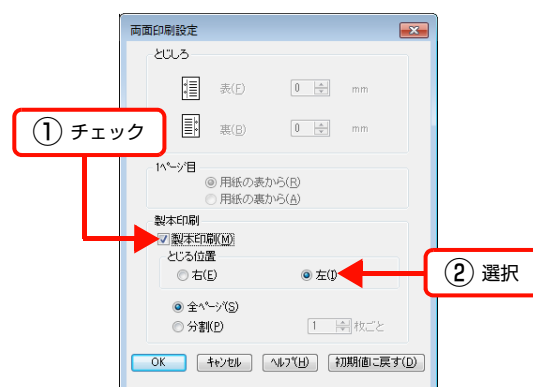 両面印刷設定
とじしろ
表(F) 0 mm
裏(B) 0 mm
① チェック
1ページ目
用紙の表から(R)
用紙の裏から(A)
製本印刷
製本印刷(M)
とじる位置
右(E) 左(I)
② 選択
全ページ(S)
分割(P) 1 枚ごと
OK キャンセル ヘルプ(H) 初期値に戻す(D)